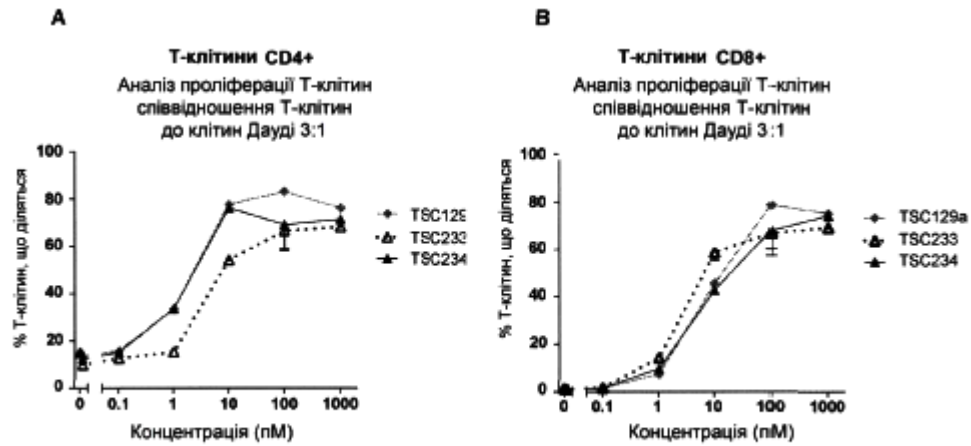 A
Т-клітини CD4+
Аналіз проліферації Т-клітин
співвідношення Т-клітин
до клітин Дауді 3:1
% Т-клітин, що діляться
100
80
60
40
20
0
0 0.1 1 10 100 1000
Концентрація (пМ)
TSC129
TSC233
TSC234
B
Т-клітини CD8+
Аналіз проліферації Т-клітин
співвідношення Т-клітин
до клітин Дауді 3:1
% Т-клітин, що діляться
100
80
60
40
20
0
0 0.1 1 10 100 1000
Концентрація (пМ)
TSC129a
TSC233
TSC234